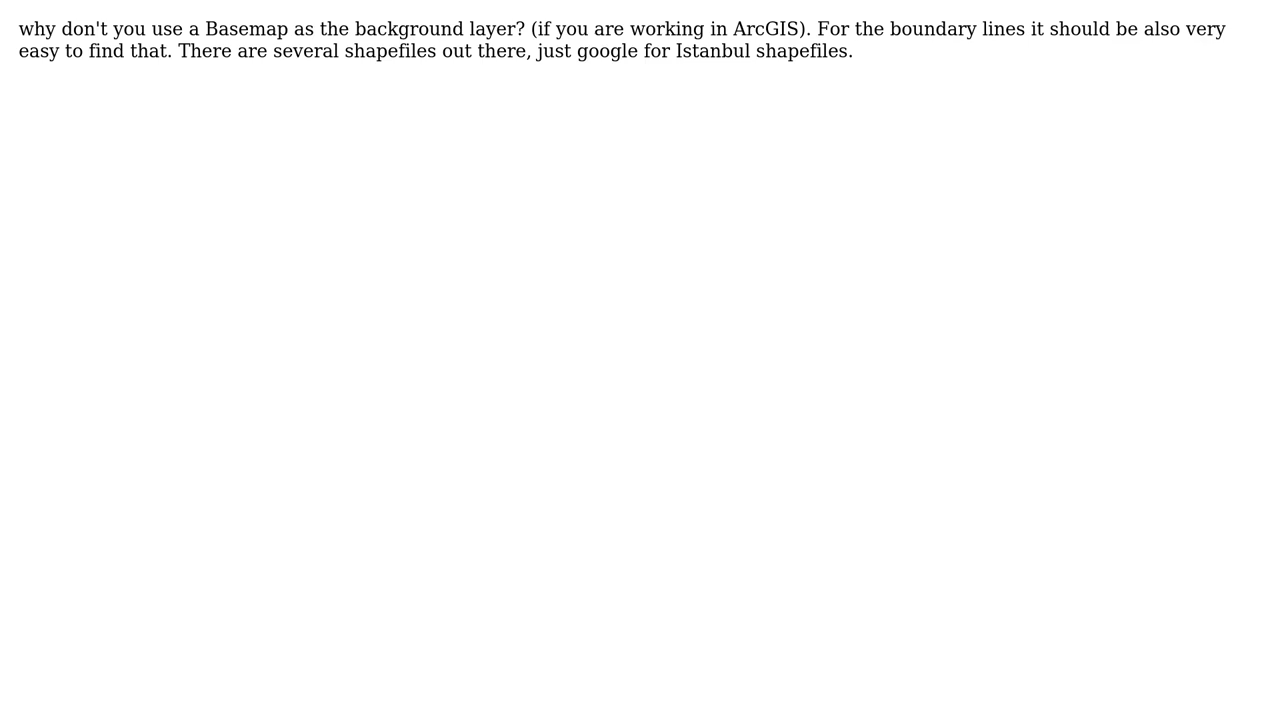 why don't you use a Basemap as the background layer? (if you are working in ArcGIS). For the boundary lines it should be also very
easy to find that. There are several shapefiles out there, just google for Istanbul shapefiles.